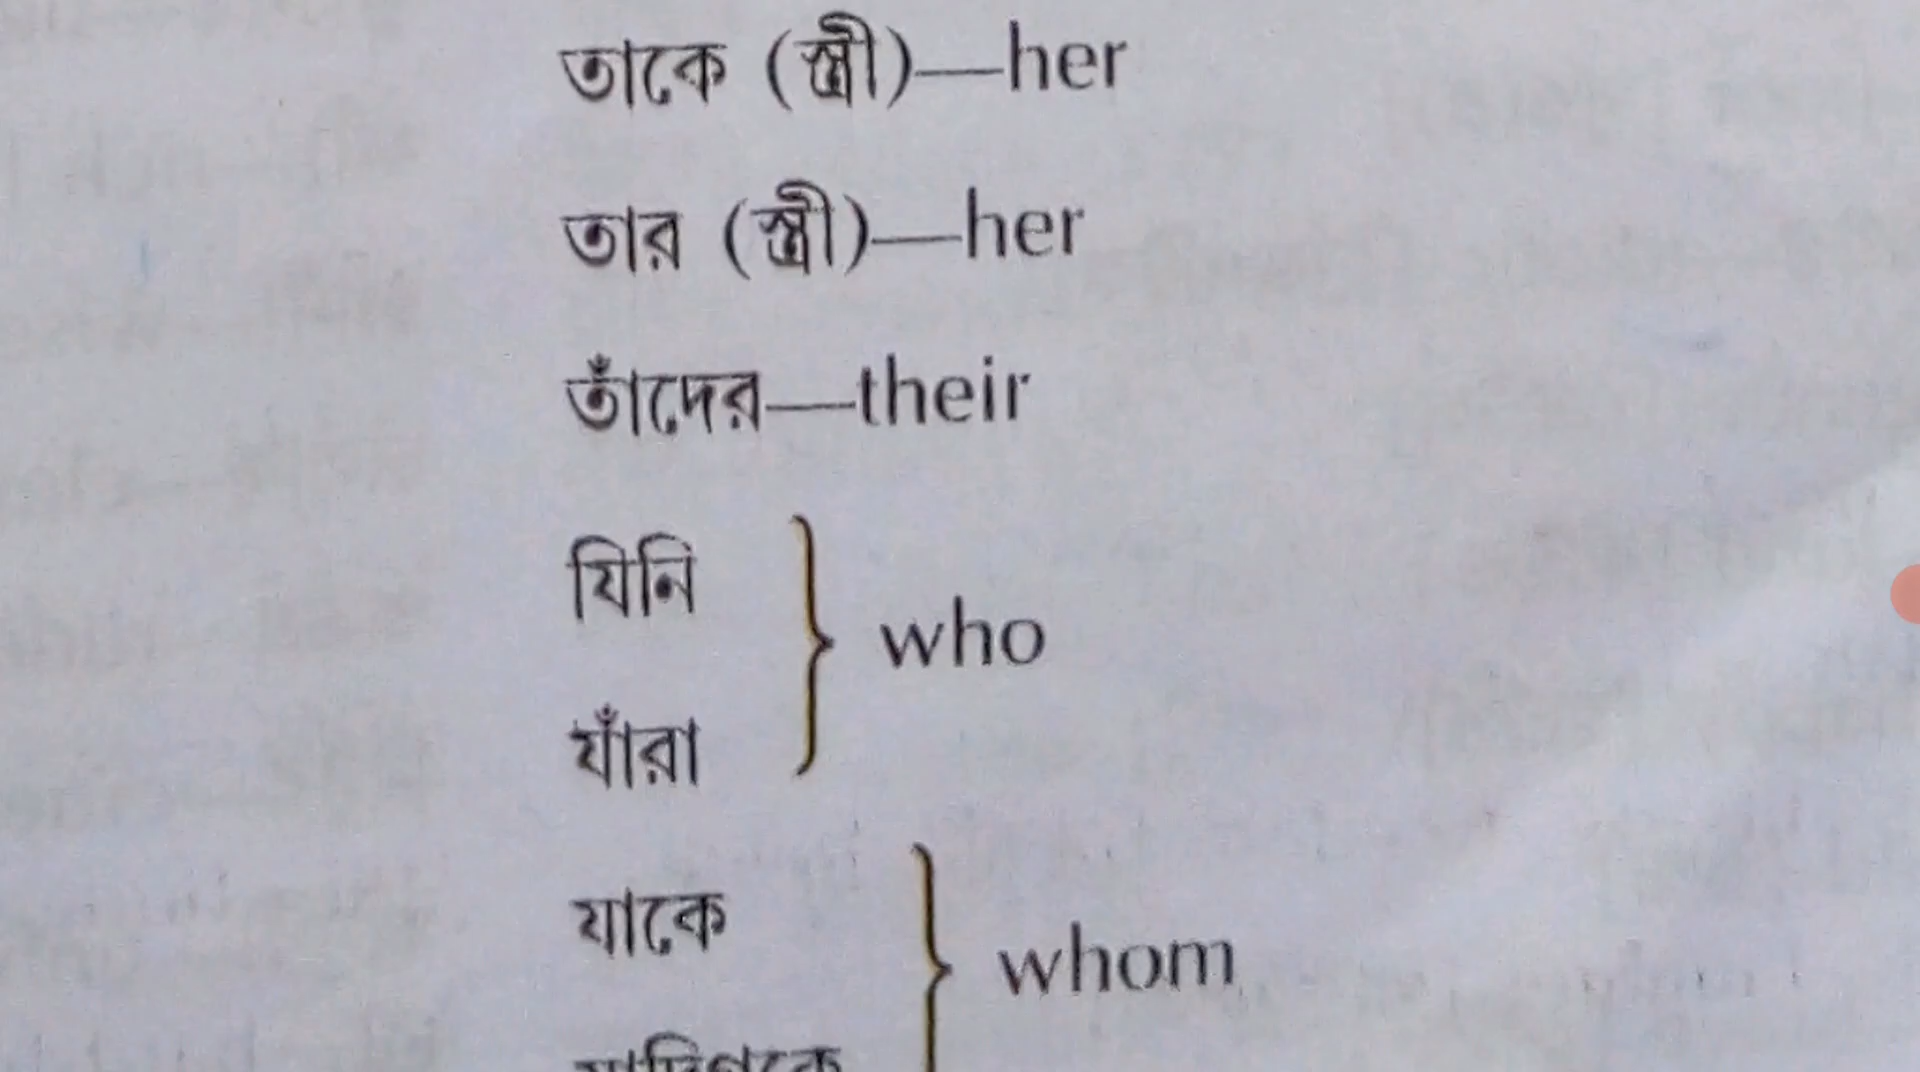 তাকে (স্ত্রী)—her
তার (স্ত্রী)—her
তাঁদের—their
যিনি
যাঁরা
} who
যাকে
} whom